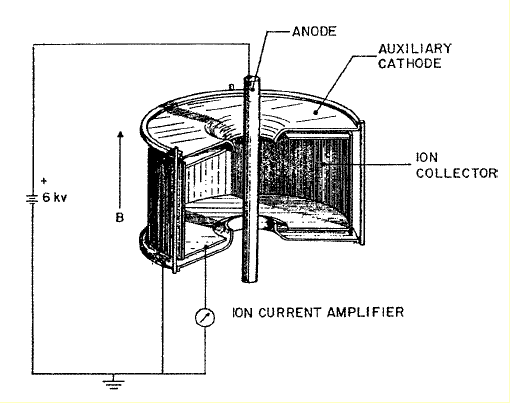 ANODE
AUXILIARY
CATHODE
ION
COLLECTOR
+
6 kv
B
ION CURRENT AMPLIFIER